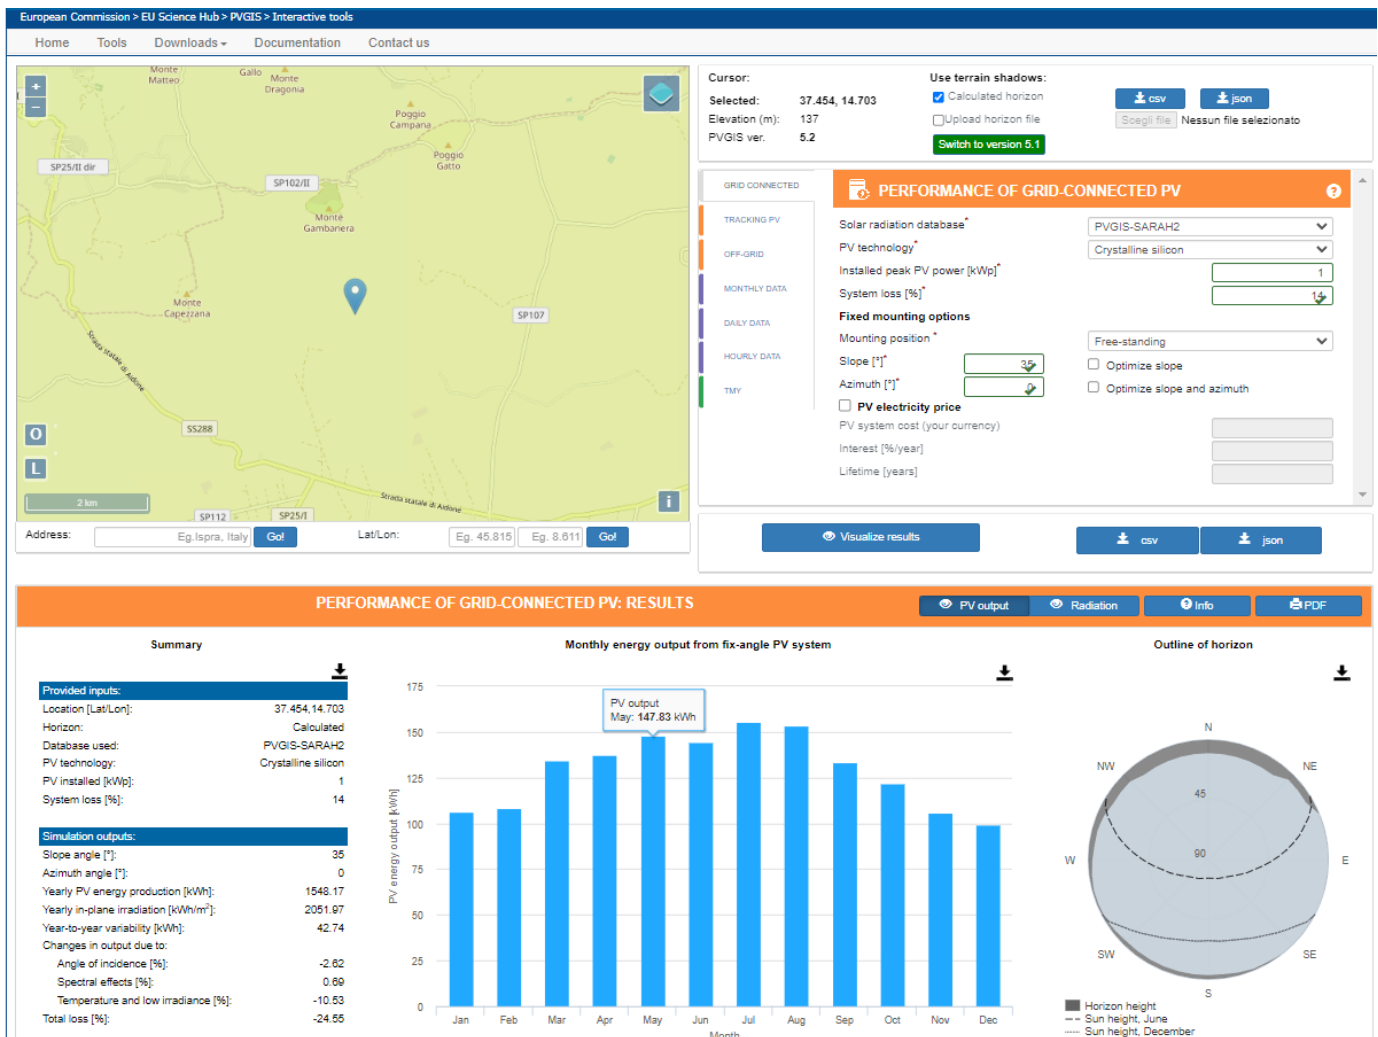 European Commission > EU Science Hub > PVGIS > Interactive tools
Home Tools Downloads Documentation Contact us
Monte Matteo
Gallo
Monte Dragonia
Poggio Campana
Poggio Gatto
SP25/II dir
SP102/II
Monte Gambanera
Monte Capezzana
SP107
Strada statale di Aidone
SS288
Strada statale di Aidone
SP112
SP25/1
+
−
O
L
i
2 km
Address: Eg.Ispra, Italy Go! Lat/Lon: Eg. 45.815 Eg. 8.611 Go!
Cursor:
Selected: 37.454, 14.703
Elevation (m): 137
PVGIS ver. 5.2
Use terrain shadows:
Calculated horizon
Upload horizon file
Switch to version 5.1
csv json
Scegli file Nessun file selezionato
GRID CONNECTED
TRACKING PV
OFF-GRID
MONTHLY DATA
DAILY DATA
HOURLY DATA
TMY
PERFORMANCE OF GRID-CONNECTED PV ?
Solar radiation database* PVGIS-SARAH2
PV technology* Crystalline silicon
Installed peak PV power [kWp]* 1
System loss [%]* 14
Fixed mounting options
Mounting position * Free-standing
Slope [°]* 35 Optimize slope
Azimuth [°]* 0 Optimize slope and azimuth
PV electricity price
PV system cost (your currency)
Interest [%/year]
Lifetime [years]
Visualize results csv json
PERFORMANCE OF GRID-CONNECTED PV: RESULTS PV output Radiation Info PDF
Summary
Provided inputs:
Location [Lat/Lon]: 37.454,14.703
Horizon: Calculated
Database used: PVGIS-SARAH2
PV technology: Crystalline silicon
PV installed [kWp]: 1
System loss [%]: 14
Simulation outputs:
Slope angle [°]: 35
Azimuth angle [°]: 0
Yearly PV energy production [kWh]: 1548.17
Yearly in-plane irradiation [kWh/m²]: 2051.97
Year-to-year variability [kWh]: 42.74
Changes in output due to:
Angle of incidence [%]: -2.62
Spectral effects [%]: 0.69
Temperature and low irradiance [%]: -10.53
Total loss [%]: -24.55
Monthly energy output from fix-angle PV system
PV energy output [kWh]
175
150
125
100
75
50
25
0
PV output
May: 147.83 kWh
Jan Feb Mar Apr May Jun Jul Aug Sep Oct Nov Dec
Month
Outline of horizon
N
NW NE
45
90
W E
SW SE
S
Horizon height
Sun height, June
Sun height, December